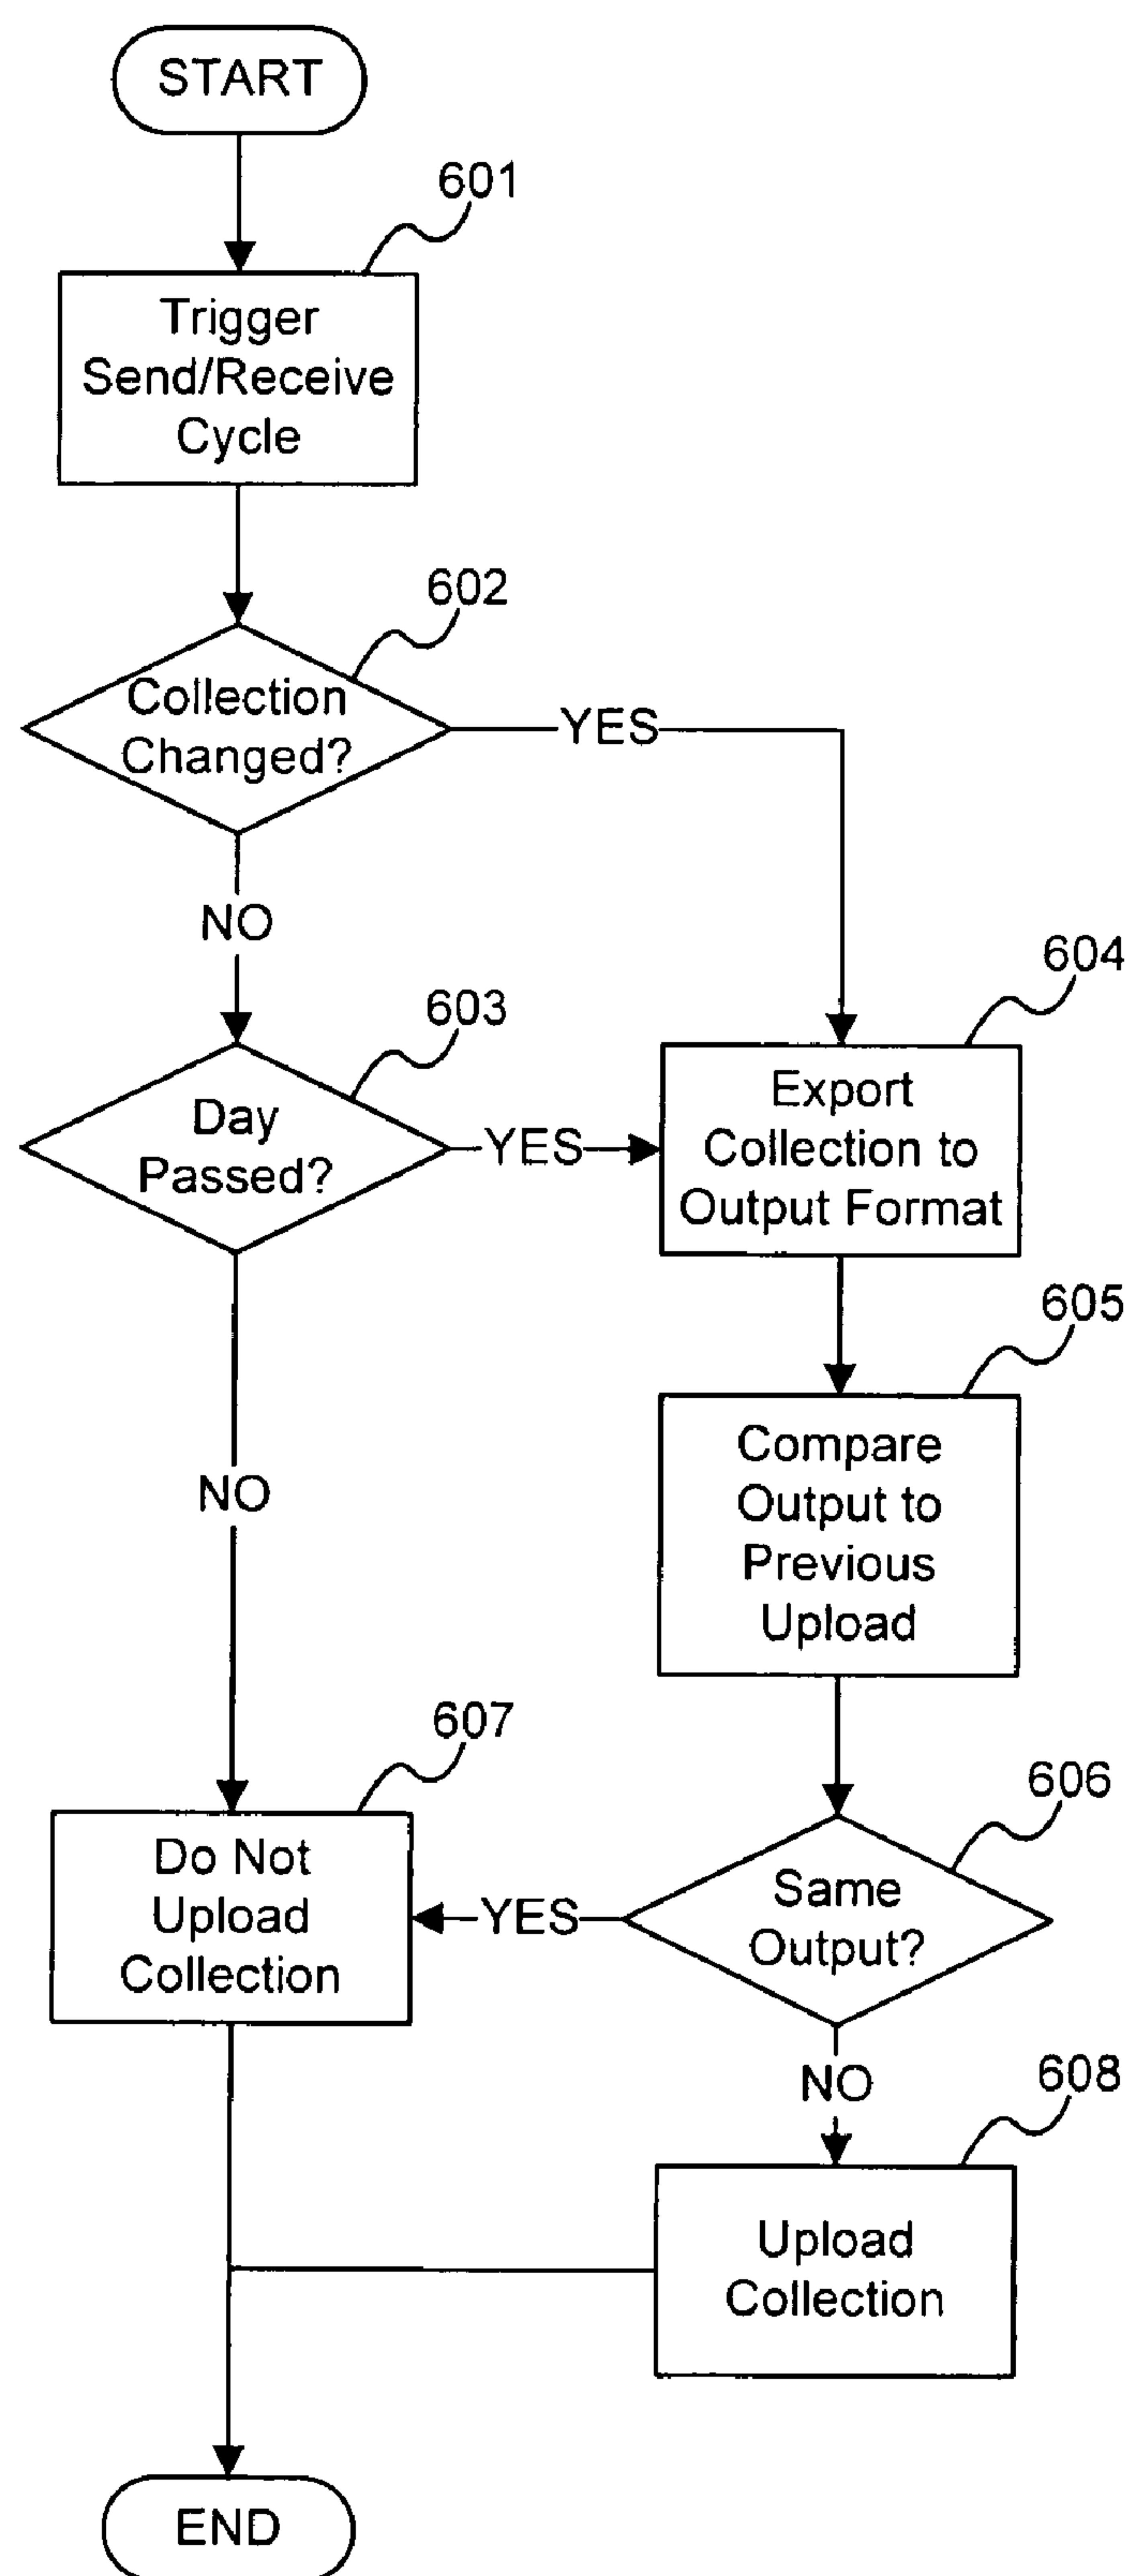 START
601
Trigger
Send/Receive
Cycle
602
Collection
Changed?
YES
NO
603
Day
Passed?
YES
604
Export
Collection to
Output Format
605
Compare
Output to
Previous
Upload
NO
607
Do Not
Upload
Collection
YES
606
Same
Output?
NO
608
Upload
Collection
END